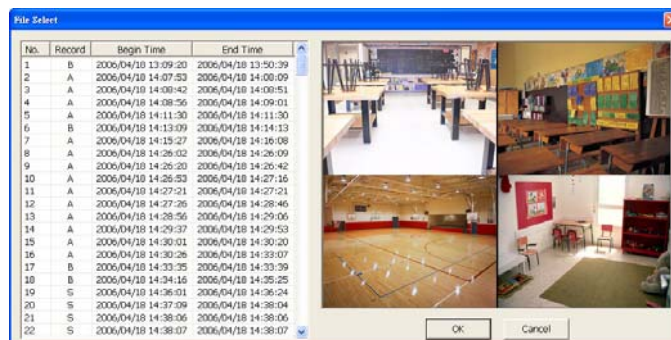 File Select
No. Record Begin Time End Time
1 B 2006/04/18 13:09:20 2006/04/18 13:50:39
2 A 2006/04/18 14:07:53 2006/04/18 14:08:09
3 A 2006/04/18 14:08:42 2006/04/18 14:08:51
4 A 2006/04/18 14:08:56 2006/04/18 14:09:01
5 A 2006/04/18 14:11:30 2006/04/18 14:11:30
6 B 2006/04/18 14:13:09 2006/04/18 14:14:13
7 A 2006/04/18 14:15:27 2006/04/18 14:16:08
8 A 2006/04/18 14:26:02 2006/04/18 14:26:09
9 A 2006/04/18 14:26:20 2006/04/18 14:26:42
10 A 2006/04/18 14:26:53 2006/04/18 14:27:16
11 A 2006/04/18 14:27:21 2006/04/18 14:27:21
12 A 2006/04/18 14:27:26 2006/04/18 14:28:46
13 A 2006/04/18 14:28:56 2006/04/18 14:29:06
14 A 2006/04/18 14:29:37 2006/04/18 14:29:53
15 A 2006/04/18 14:30:01 2006/04/18 14:30:20
16 A 2006/04/18 14:30:26 2006/04/18 14:33:07
17 B 2006/04/18 14:33:35 2006/04/18 14:33:39
18 B 2006/04/18 14:34:16 2006/04/18 14:35:25
19 S 2006/04/18 14:36:01 2006/04/18 14:36:24
20 S 2006/04/18 14:37:09 2006/04/18 14:38:04
21 S 2006/04/18 14:38:06 2006/04/18 14:38:06
22 S 2006/04/18 14:38:07 2006/04/18 14:38:07
OK Cancel